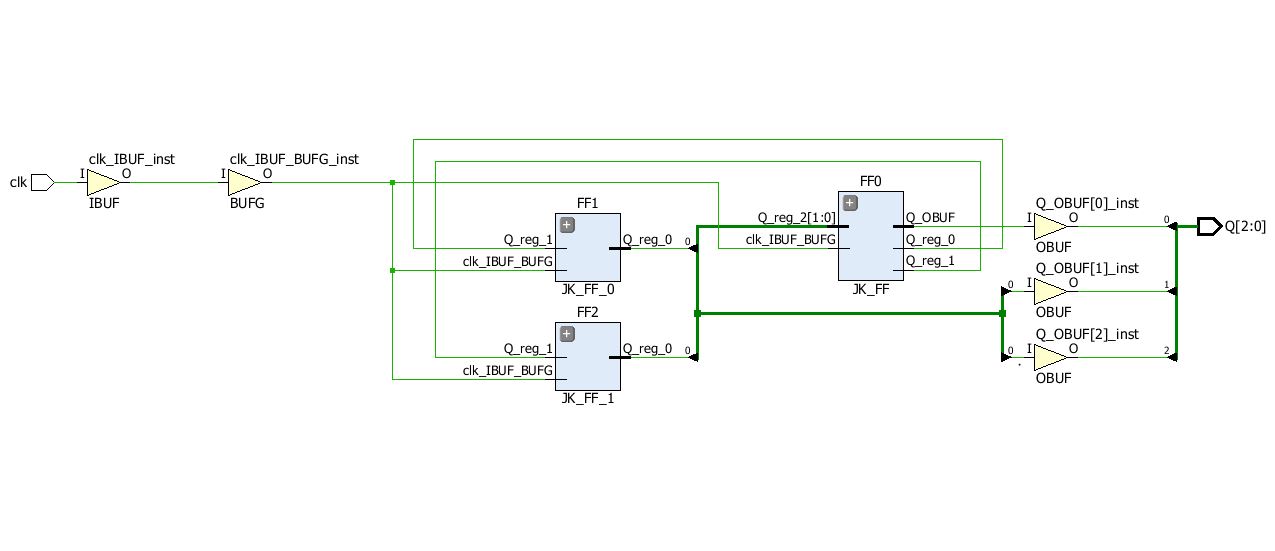 clk
clk_IBUF_inst
I
O
IBUF
clk_IBUF_BUFG_inst
I
O
BUFG
FF1
Q_reg_1
clk_IBUF_BUFG
Q_reg_0
0
JK_FF_0
FF2
Q_reg_1
clk_IBUF_BUFG
Q_reg_0
0
JK_FF_1
FF0
Q_reg_2[1:0]
clk_IBUF_BUFG
Q_OBUF
Q_reg_0
Q_reg_1
JK_FF
Q_OBUF[0]_inst
I
O
0
OBUF
Q_OBUF[1]_inst
0
I
O
1
OBUF
Q_OBUF[2]_inst
0
I
O
2
OBUF
Q[2:0]